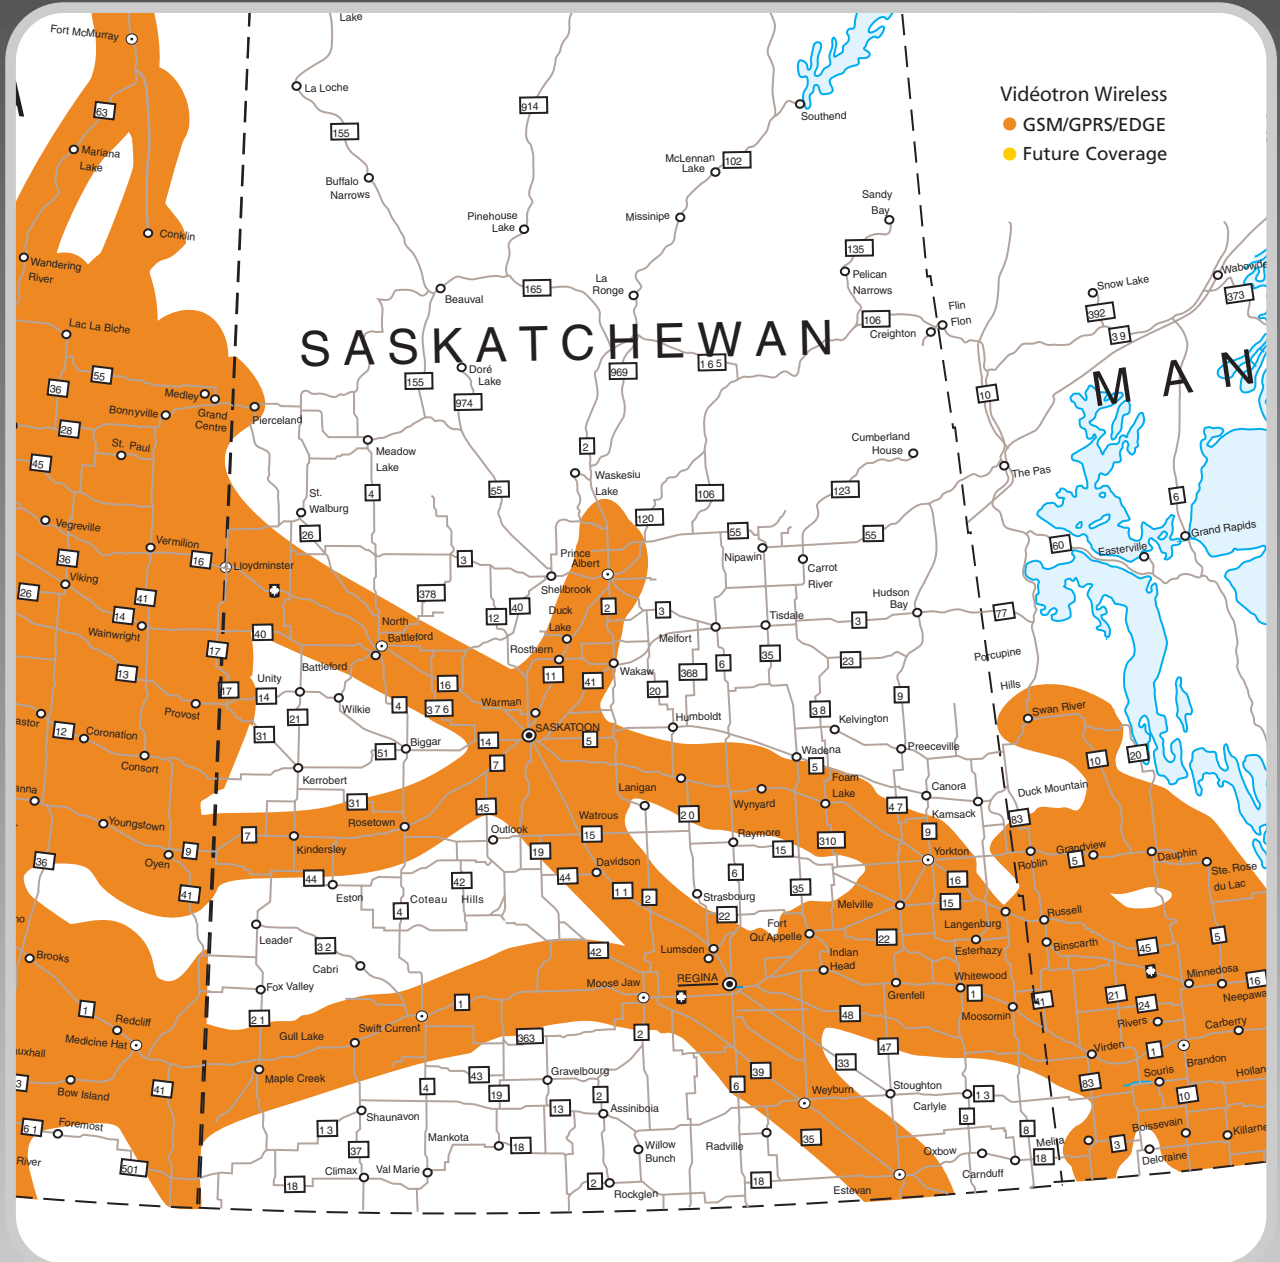 Lake
Fort McMurray
63
La Loche
155
914
Southend
Vidéotron Wireless
GSM/GPRS/EDGE
Future Coverage
Mariana
Lake
McLennan
Lake
102
Buffalo
Narrows
Sandy
Bay
Pinehouse
Lake
Missinipe
Conklin
135
Wandering
River
Pelican
Narrows
La
Ronge
165
Beauval
Snow Lake
Wabowde
373
392
39
Flin
Flon
106
Creighton
Lac La Biche
SASKATCHEWAN
165
969
155
Doré
Lake
974
MAN
10
36
55
Medley
Bonnyville
Grand
Centre
Pierceland
28
St. Paul
45
Meadow
Lake
2
Cumberland
House
The Pas
Waskesiu
Lake
4
55
106
123
6
St.
Walburg
26
120
55
55
Vegreville
Vermilion
36
16
Lloydminster
Viking
26
41
14
Wainwright
3
Prince
Albert
Shellbrook
Nipawin
Carrot
River
60
Easterville
Grand Rapids
378
40
12
Duck
Lake
2
3
Hudson
Bay
77
Tisdale
3
North
Battleford
40
17
Battleford
Rosthern
Melfort
Porcupine
Hills
13
11
41
Wakaw
6
35
23
368
20
9
17
14
Unity
16
4
376
Warman
Wilkie
21
Provost
astor
12
Coronation
31
SASKATOON
5
14
7
Humboldt
38
Kelvington
Swan River
Consort
51
Biggar
Wadena
5
Preeceville
10
20
Kerrobert
Foam
Lake
Lanigan
Wynyard
Canora
Kamsack
Duck Mountain
anna
31
45
20
47
83
Youngstown
Rosetown
Watrous
15
9
7
Kindersley
Outlook
19
Raymore
15
310
Yorkton
Roblin
Grandview
5
Dauphin
Ste. Rose
du Lac
9
Oyen
36
41
44
Eston
42
44
Davidson
11
2
6
35
16
15
Coteau Hills
4
Strasbourg
22
Melville
Langenburg
Russell
no
Leader
32
Fort
Qu'Appelle
22
Esterhazy
Binscarth
45
5
Brooks
Cabri
42
Lumsden
Indian
Head
Fox Valley
Moose Jaw
REGINA
Whitewood
1
Minnedosa
16
Neepawa
Grenfell
41
21
24
1
Redcliff
Medicine Hat
21
Gull Lake
Swift Current
1
48
Moosomin
Rivers
Carberry
363
2
47
33
Virden
1
Brandon
uxhall
3
Bow Island
41
Maple Creek
43
19
Gravelbourg
39
6
Weyburn
Stoughton
83
Souris
Hollan
4
2
13
Assiniboia
Carlyle
13
9
10
61
Foremost
Shaunavon
13
Mankota
18
35
8
Boissevain
Killarne
River
501
37
Willow
Bunch
Radville
Oxbow
Melita
3
Deloraine
Climax
Val Marie
18
Carnduff
18
18
2
Rockglen
Estevan